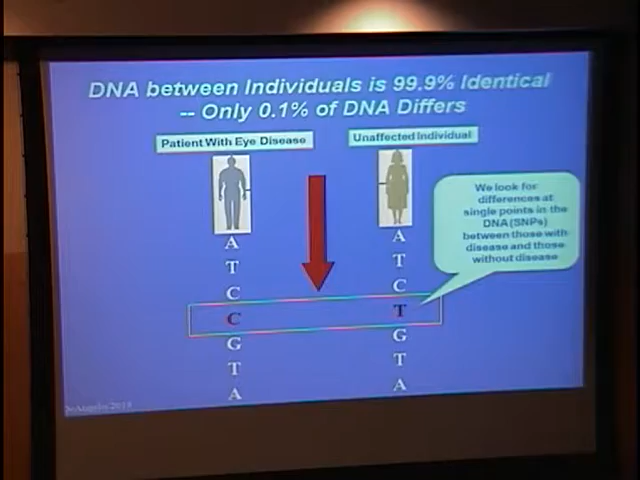 DNA between Individuals is 99.9% Identical
-- Only 0.1% of DNA Differs
Patient With Eye Disease
Unaffected Individual
We look for
differences at
single points in the
DNA (SNPs)
between those with
disease and those
without disease
A
T
C
C
G
T
A
A
T
C
T
G
T
A